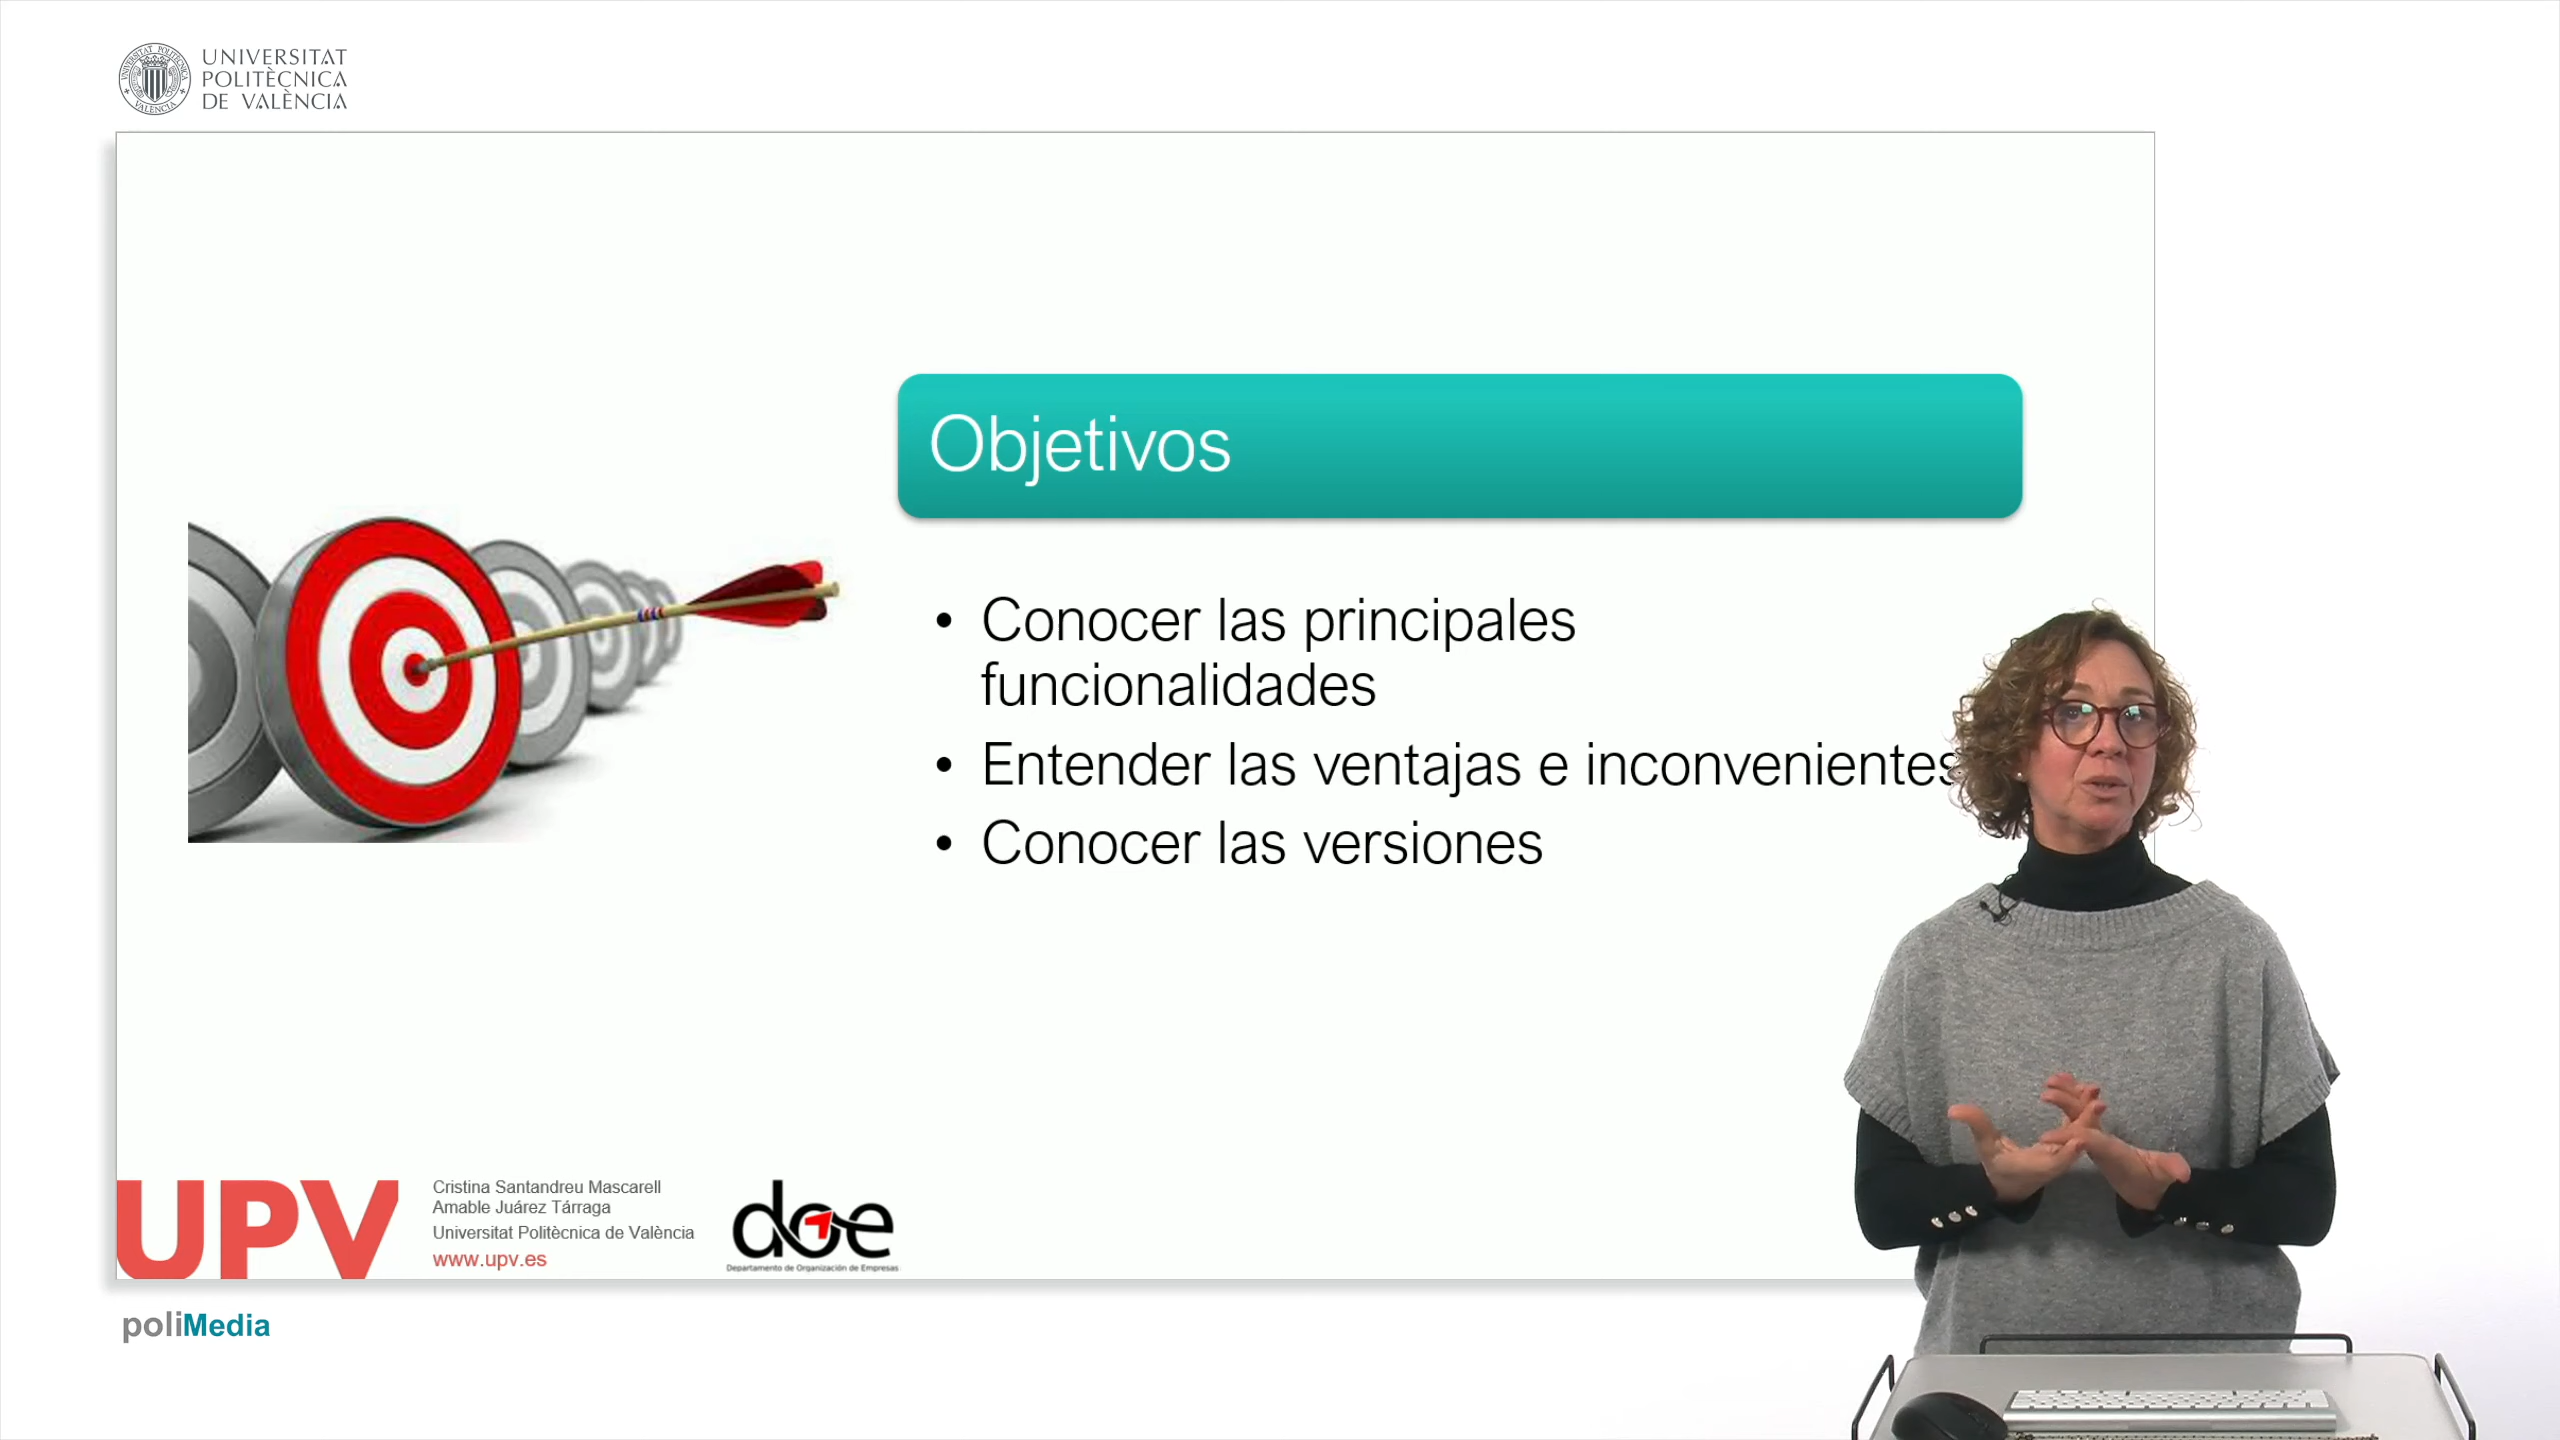 UNIVERSITAT
POLITÈCNICA
DE VALÈNCIA
Objetivos
• Conocer las principales
funcionalidades
• Entender las ventajas e inconvenientes
• Conocer las versiones
UPV
Cristina Santandreu Mascarell
Amable Juárez Tárraga
Universitat Politècnica de València
www.upv.es
doe
Departamento de Organización de Empresas
poliMedia